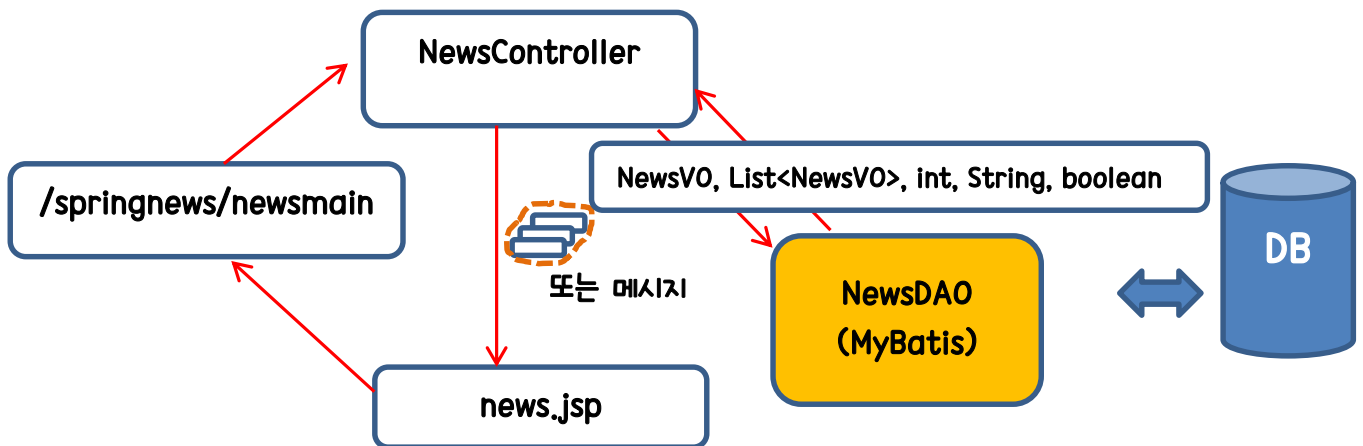 NewsController
NewsVO, List<NewsVO>, int, String, boolean
/springnews/newsmain
DB
또는 메시지
NewsDAO
(MyBatis)
news.jsp